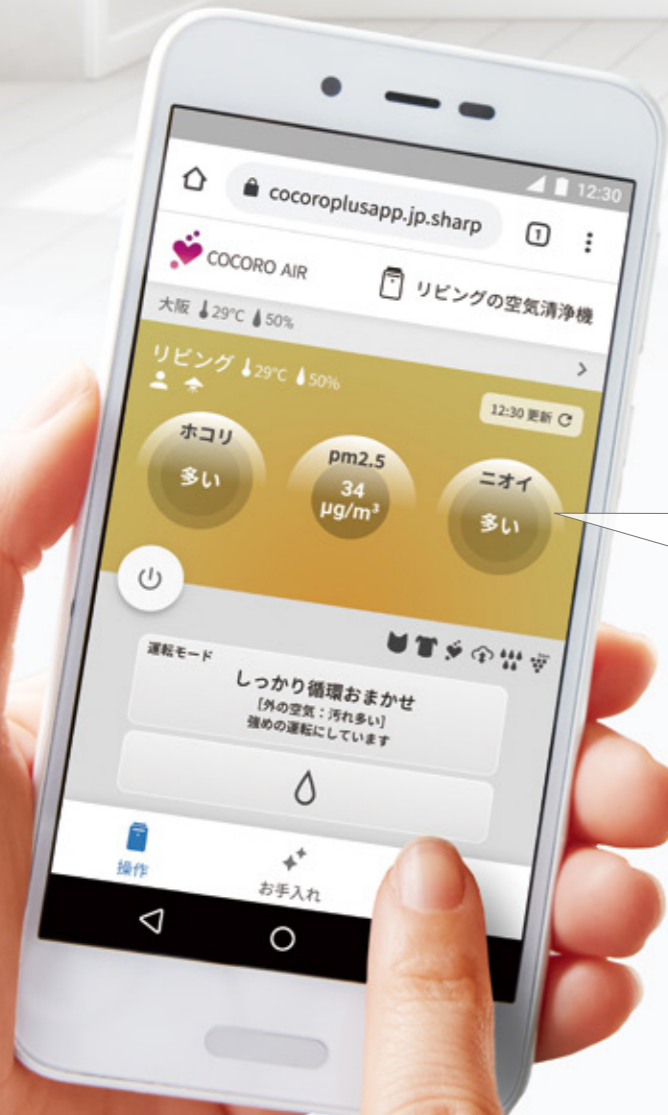 12:30
cocoroplusapp.jp.sharp
1
COCORO AIR
リビングの空気清浄機
大阪 29℃ 50%
リビング 29℃ 50%
12:30 更新
ホコリ
多い
pm2.5
34
μg/m³
ニオイ
多い
運転モード
しっかり循環おまかせ
[外の空気：汚れ多い]
強めの運転にしています
操作
お手入れ